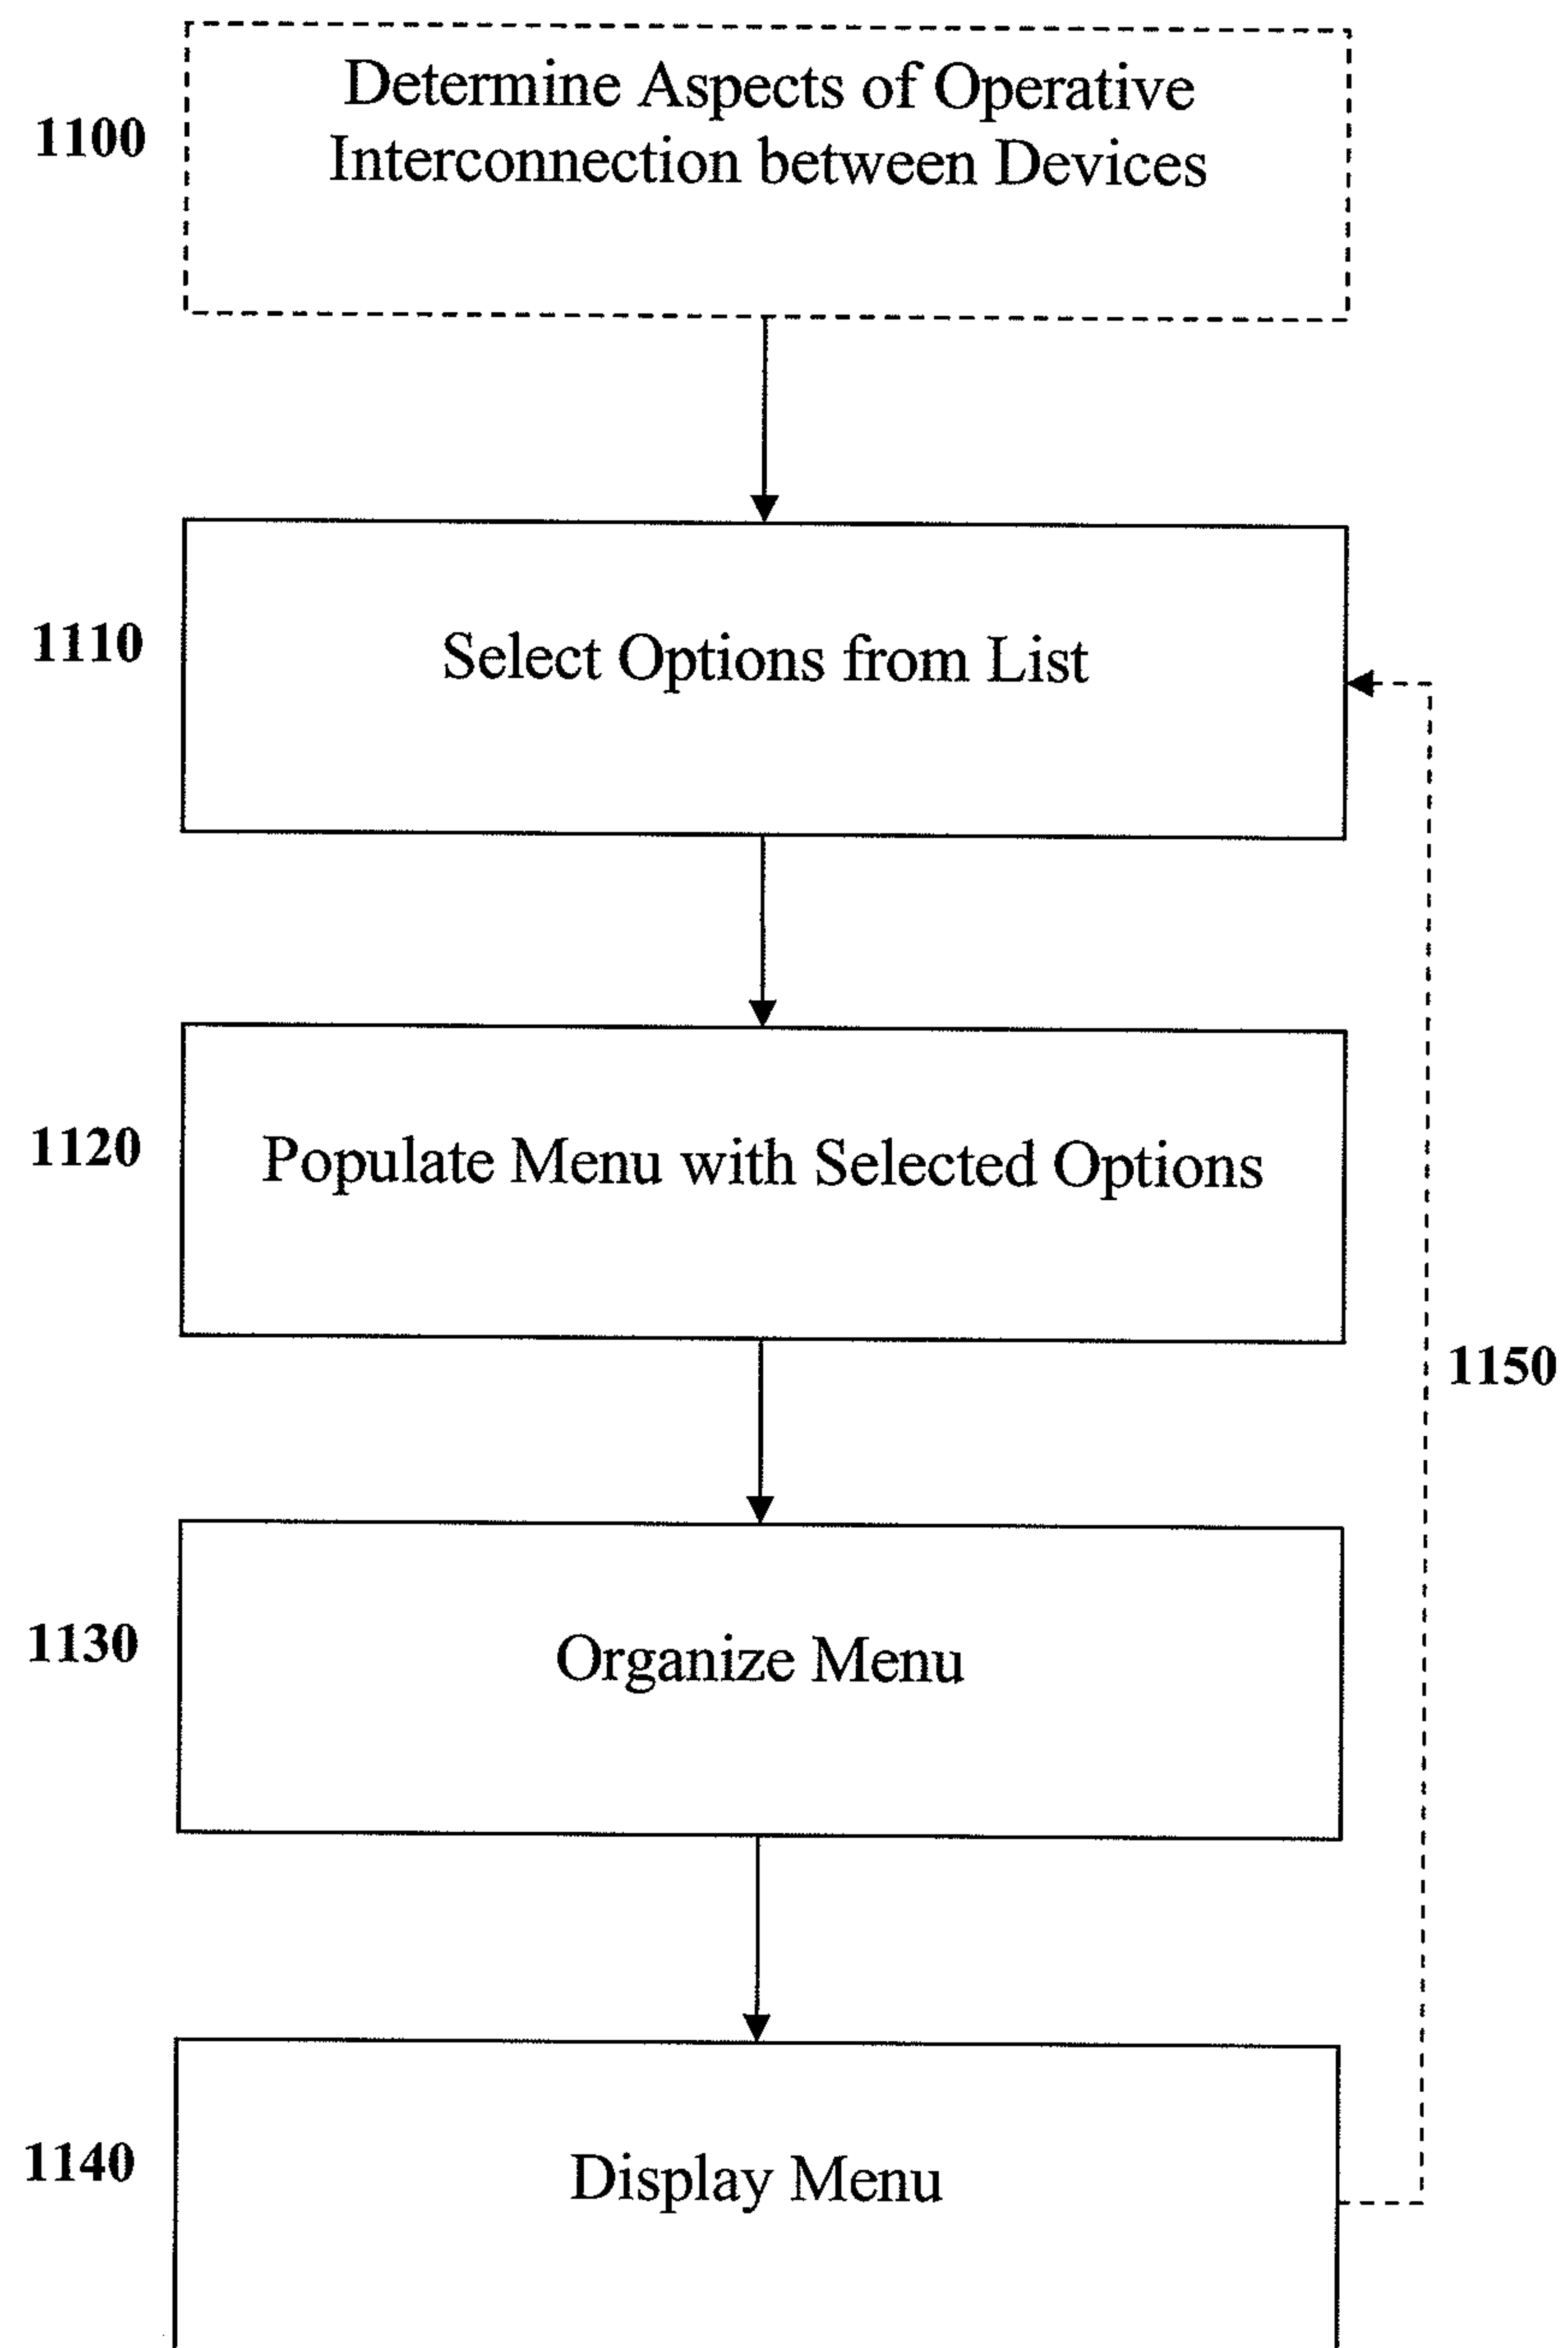 Determine Aspects of Operative
1100
Interconnection between Devices
1110
Select Options from List
1120
Populate Menu with Selected Options
1150
1130
Organize Menu
1140
Display Menu